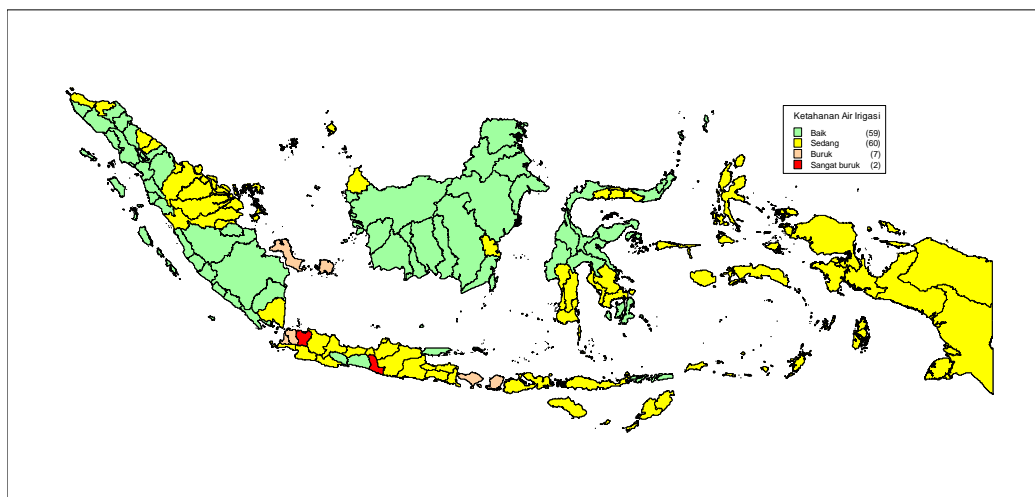 Ketahanan Air Irigasi
Baik (59)
Sedang (60)
Buruk (7)
Sangat buruk (2)